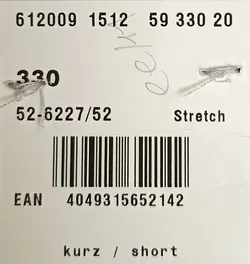 612009 1512 59 330 20
330
52-6227/52 Stretch
EAN 4049315652142
kurz / short